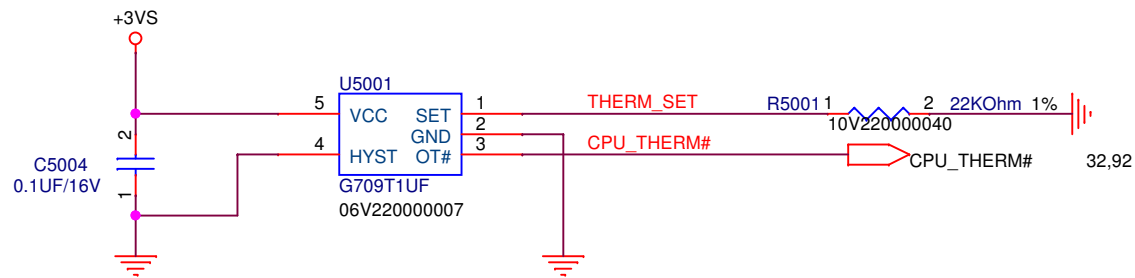 +3VS
U5001
5
VCC
SET
1
THERM_SET
R5001
1
2
22KOhm
1%
GND
2
10V220000040
2
4
HYST
OT#
3
CPU_THERM#
CPU_THERM#
32,92
C5004
0.1UF/16V
1
G709T1UF
06V220000007